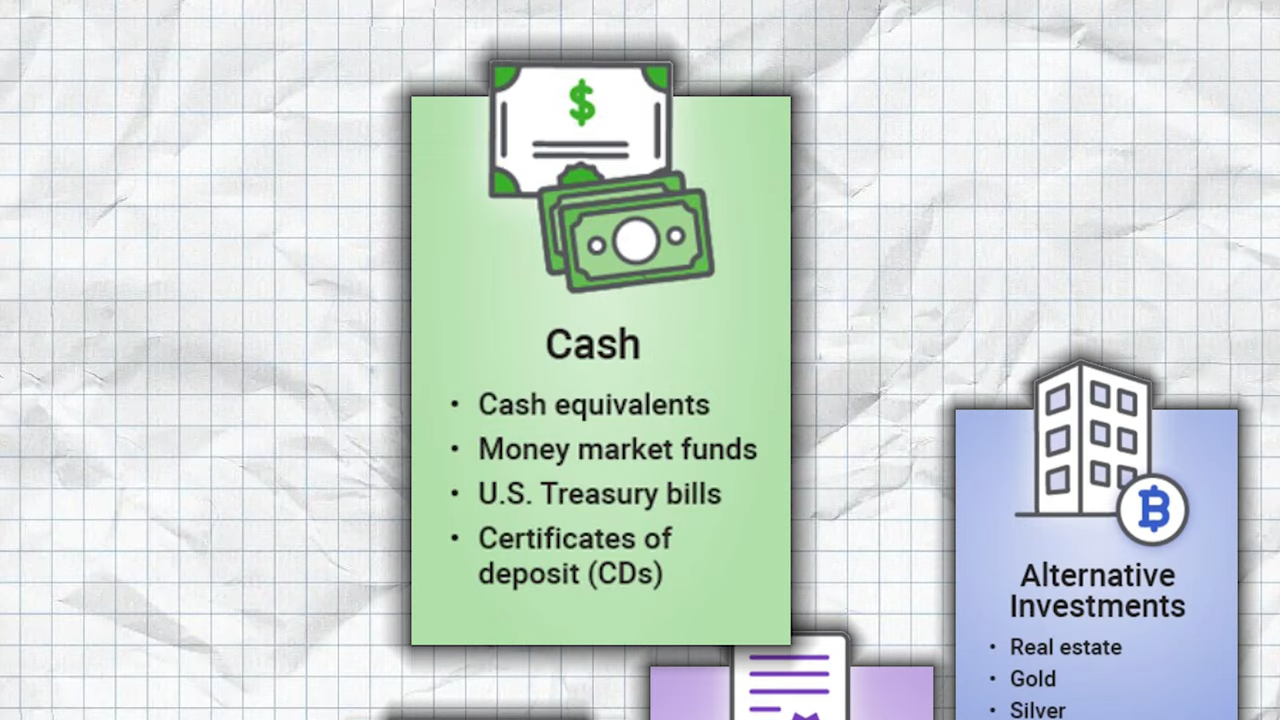 $
Cash
• Cash equivalents
• Money market funds
• U.S. Treasury bills
• Certificates of
deposit (CDs)
Alternative
Investments
• Real estate
• Gold
• Silver